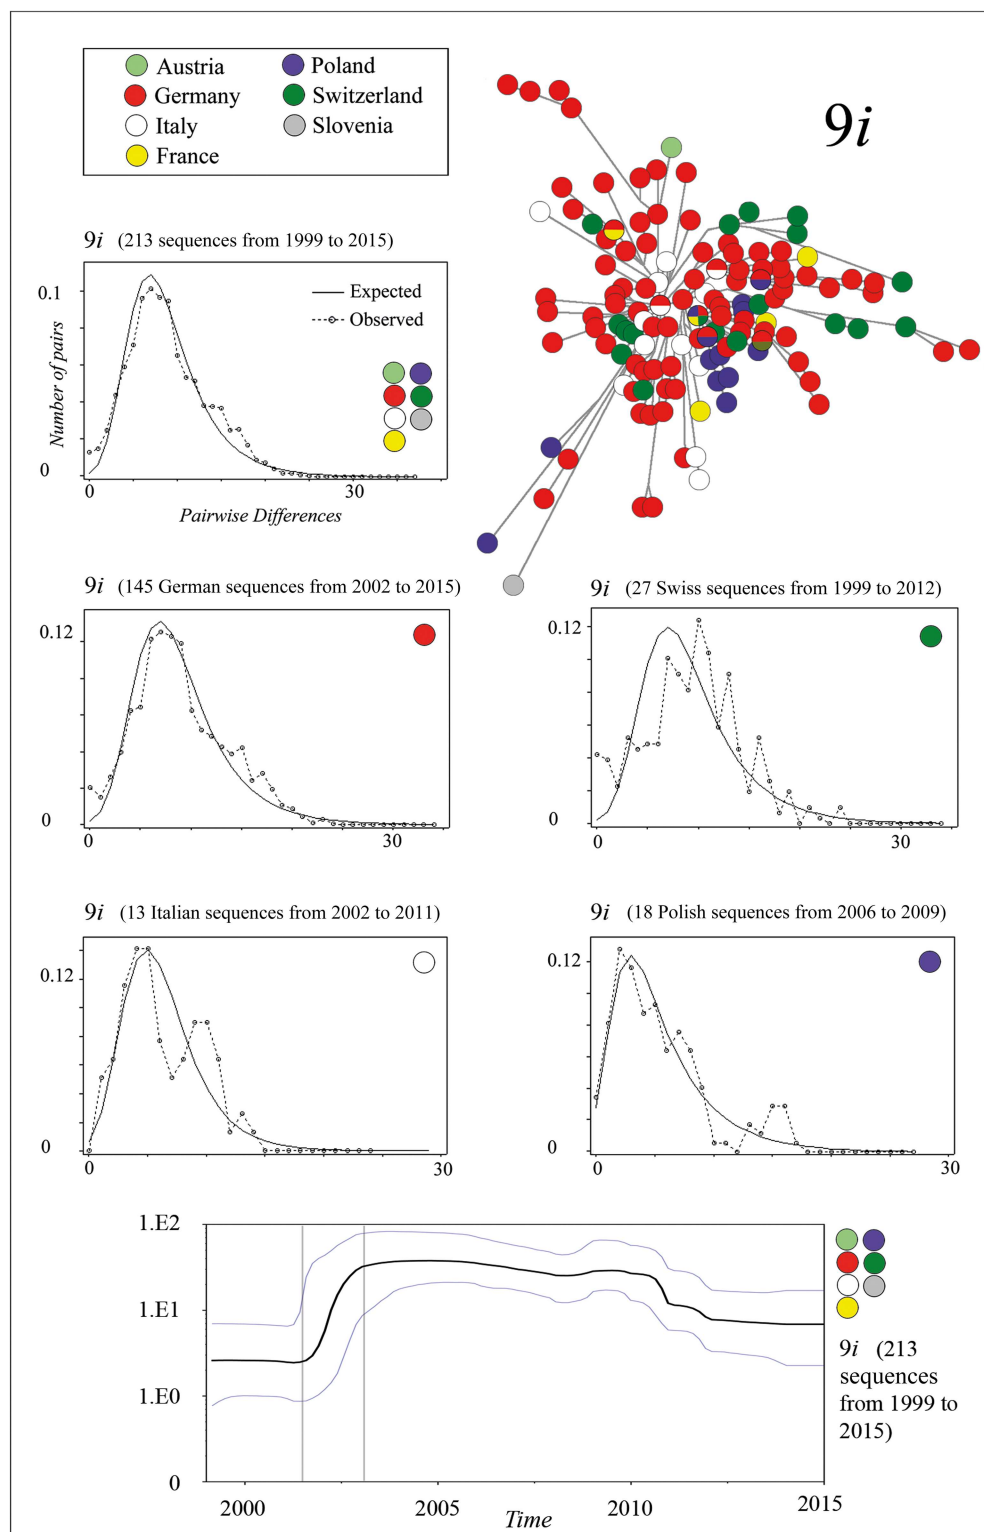 Austria
Poland
Germany
Switzerland
Italy
Slovenia
France
9i
9i (213 sequences from 1999 to 2015)
Expected
Observed
0.1
0
Number of pairs
0
30
Pairwise Differences
9i (145 German sequences from 2002 to 2015)
0.12
0
0
30
9i (27 Swiss sequences from 1999 to 2012)
0.12
0
0
30
9i (13 Italian sequences from 2002 to 2011)
0.12
0
0
30
9i (18 Polish sequences from 2006 to 2009)
0.12
0
0
30
1.E2
1.E1
1.E0
0
2000
2005
2010
2015
Time
9i (213
sequences
from 1999 to
2015)